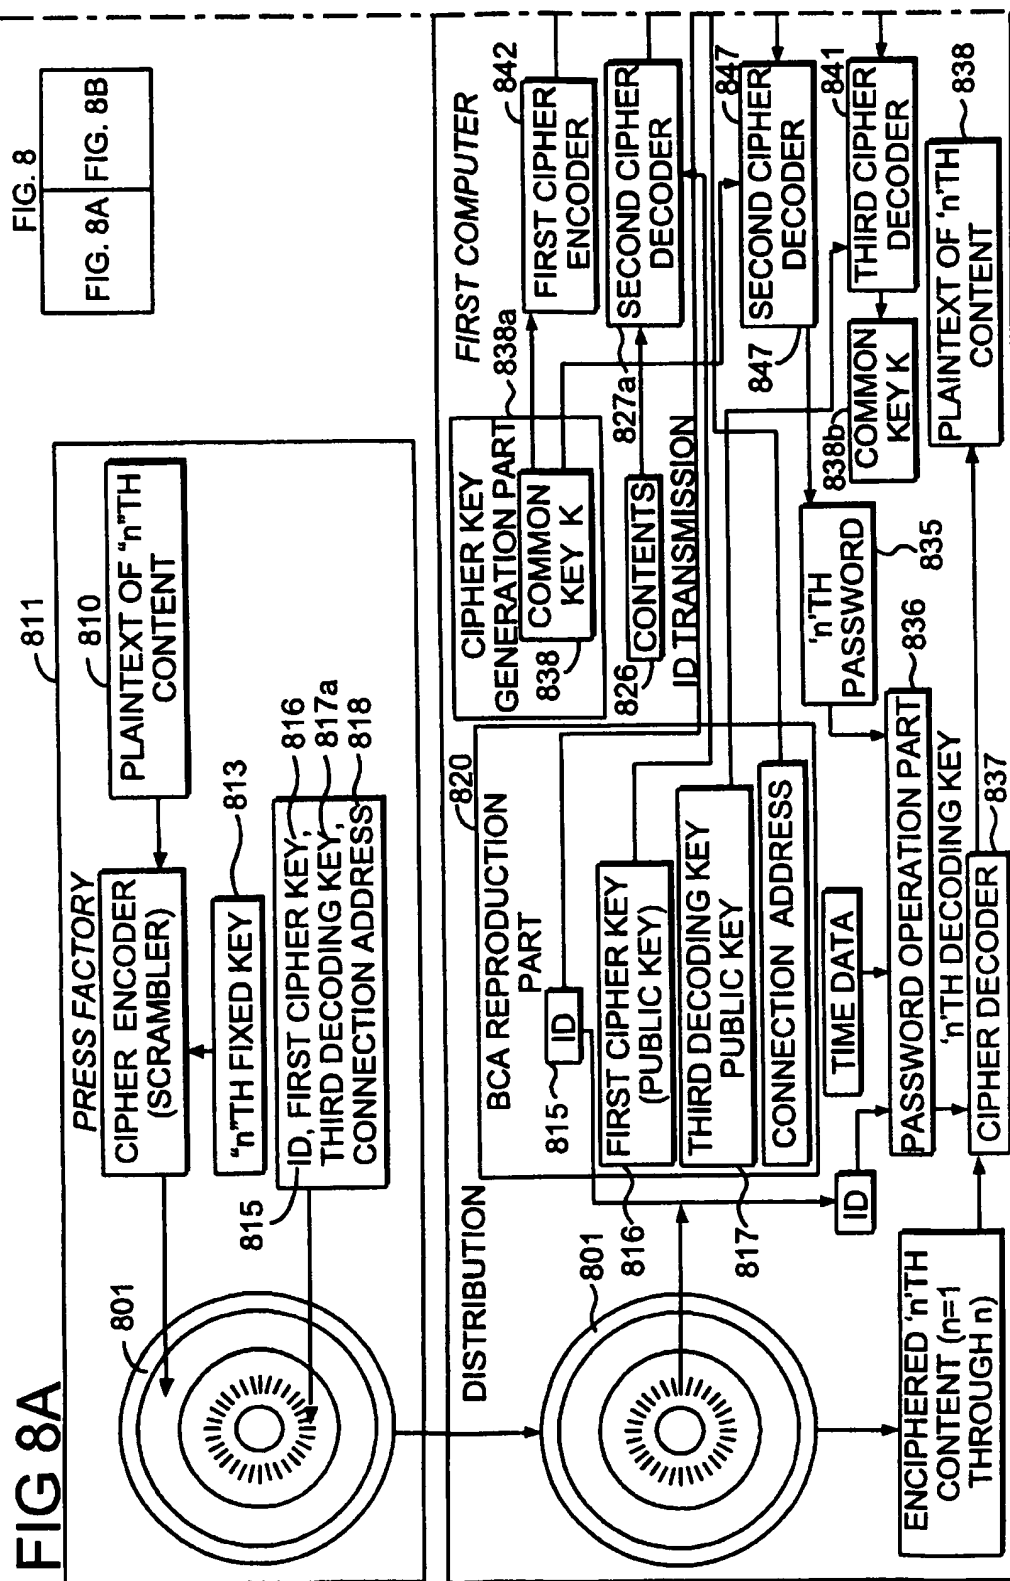 FIG 8A
FIG. 8
FIG. 8A
FIG. 8B
811
PRESS FACTORY
810
PLAINTEXT OF "n"TH
CONTENT
CIPHER ENCODER
(SCRAMBLER)
"n"TH FIXED KEY
813
801
815
ID, FIRST CIPHER KEY,
THIRD DECODING KEY,
CONNECTION ADDRESS
816
817a
818
DISTRIBUTION
801
820
BCA REPRODUCTION
PART
815
ID
FIRST CIPHER KEY
(PUBLIC KEY)
816
THIRD DECODING KEY
PUBLIC KEY
817
CONNECTION ADDRESS
FIRST COMPUTER
CIPHER KEY
GENERATION PART
838a
COMMON
KEY K
838
FIRST CIPHER
ENCODER
842
826
CONTENTS
SECOND CIPHER
DECODER
827a
ID TRANSMISSION
SECOND CIPHER
DECODER
847
847
THIRD CIPHER
DECODER
841
COMMON
KEY K
838b
'n'TH
PASSWORD
835
ID
TIME DATA
PASSWORD OPERATION PART
836
'n'TH DECODING KEY
ENCIPHERED 'n'TH
CONTENT (n=1
THROUGH n)
CIPHER DECODER
837
PLAINTEXT OF 'n'TH
CONTENT
838